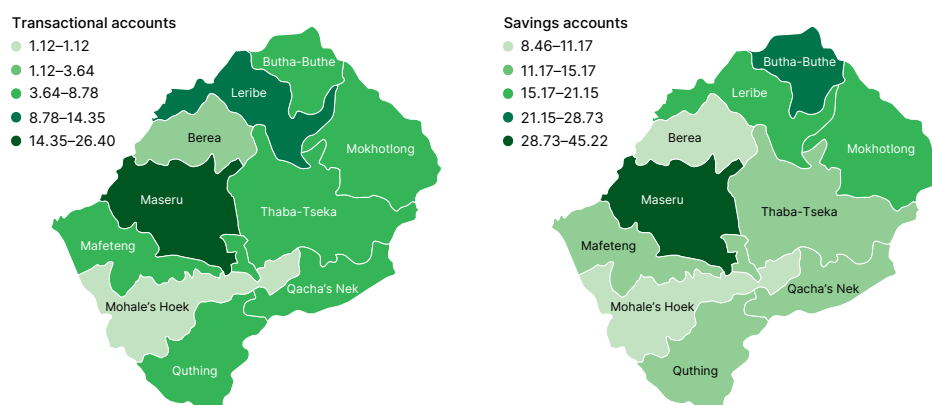 Transactional accounts
1.12–1.12
1.12–3.64
3.64–8.78
8.78–14.35
14.35–26.40
Butha-Buthe
Leribe
Berea
Mokhotlong
Maseru
Thaba-Tseka
Mafeteng
Qacha's Nek
Mohale's Hoek
Quthing
Savings accounts
8.46–11.17
11.17–15.17
15.17–21.15
21.15–28.73
28.73–45.22
Butha-Buthe
Leribe
Berea
Mokhotlong
Maseru
Thaba-Tseka
Mafeteng
Qacha's Nek
Mohale's Hoek
Quthing